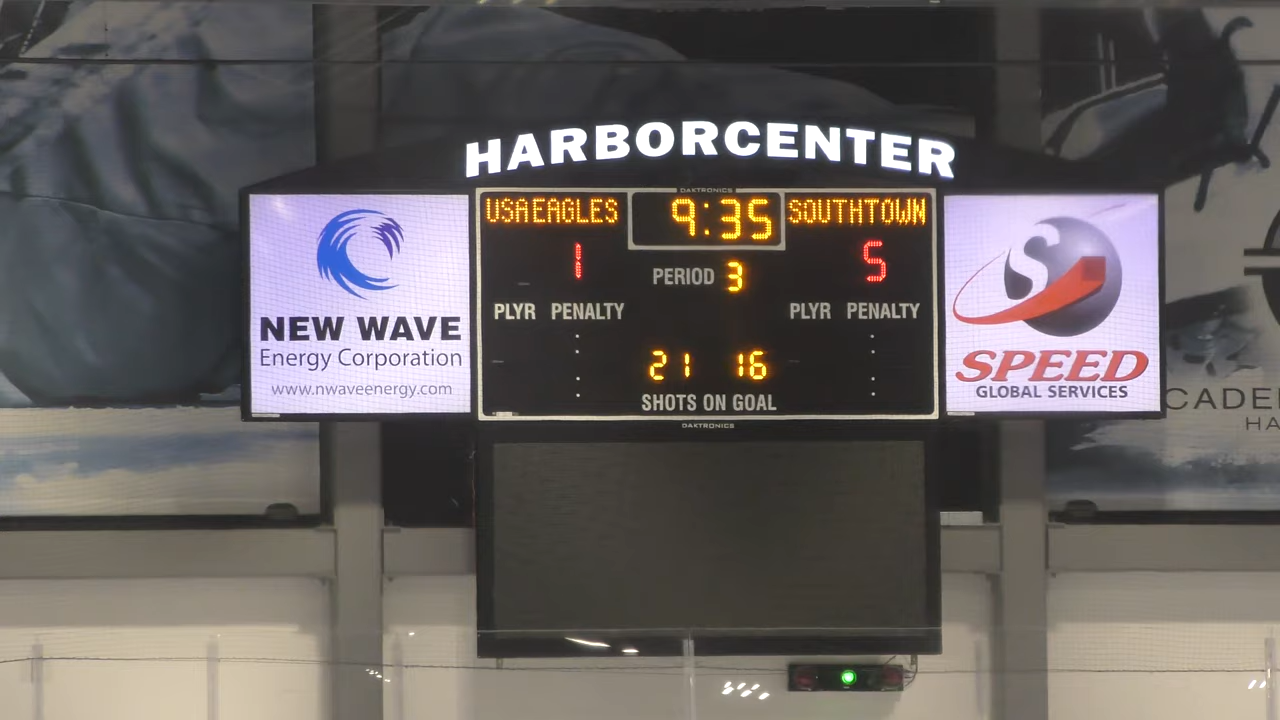 HARBORCENTER
DAKTRONICS
USA EAGLES 9:35 SOUTHTOWN
1 PERIOD 3 5
PLYR PENALTY PLYR PENALTY
21 16
SHOTS ON GOAL
DAKTRONICS
NEW WAVE
Energy Corporation
www.nwaveenergy.com
S
SPEED
GLOBAL SERVICES
CADE
HA